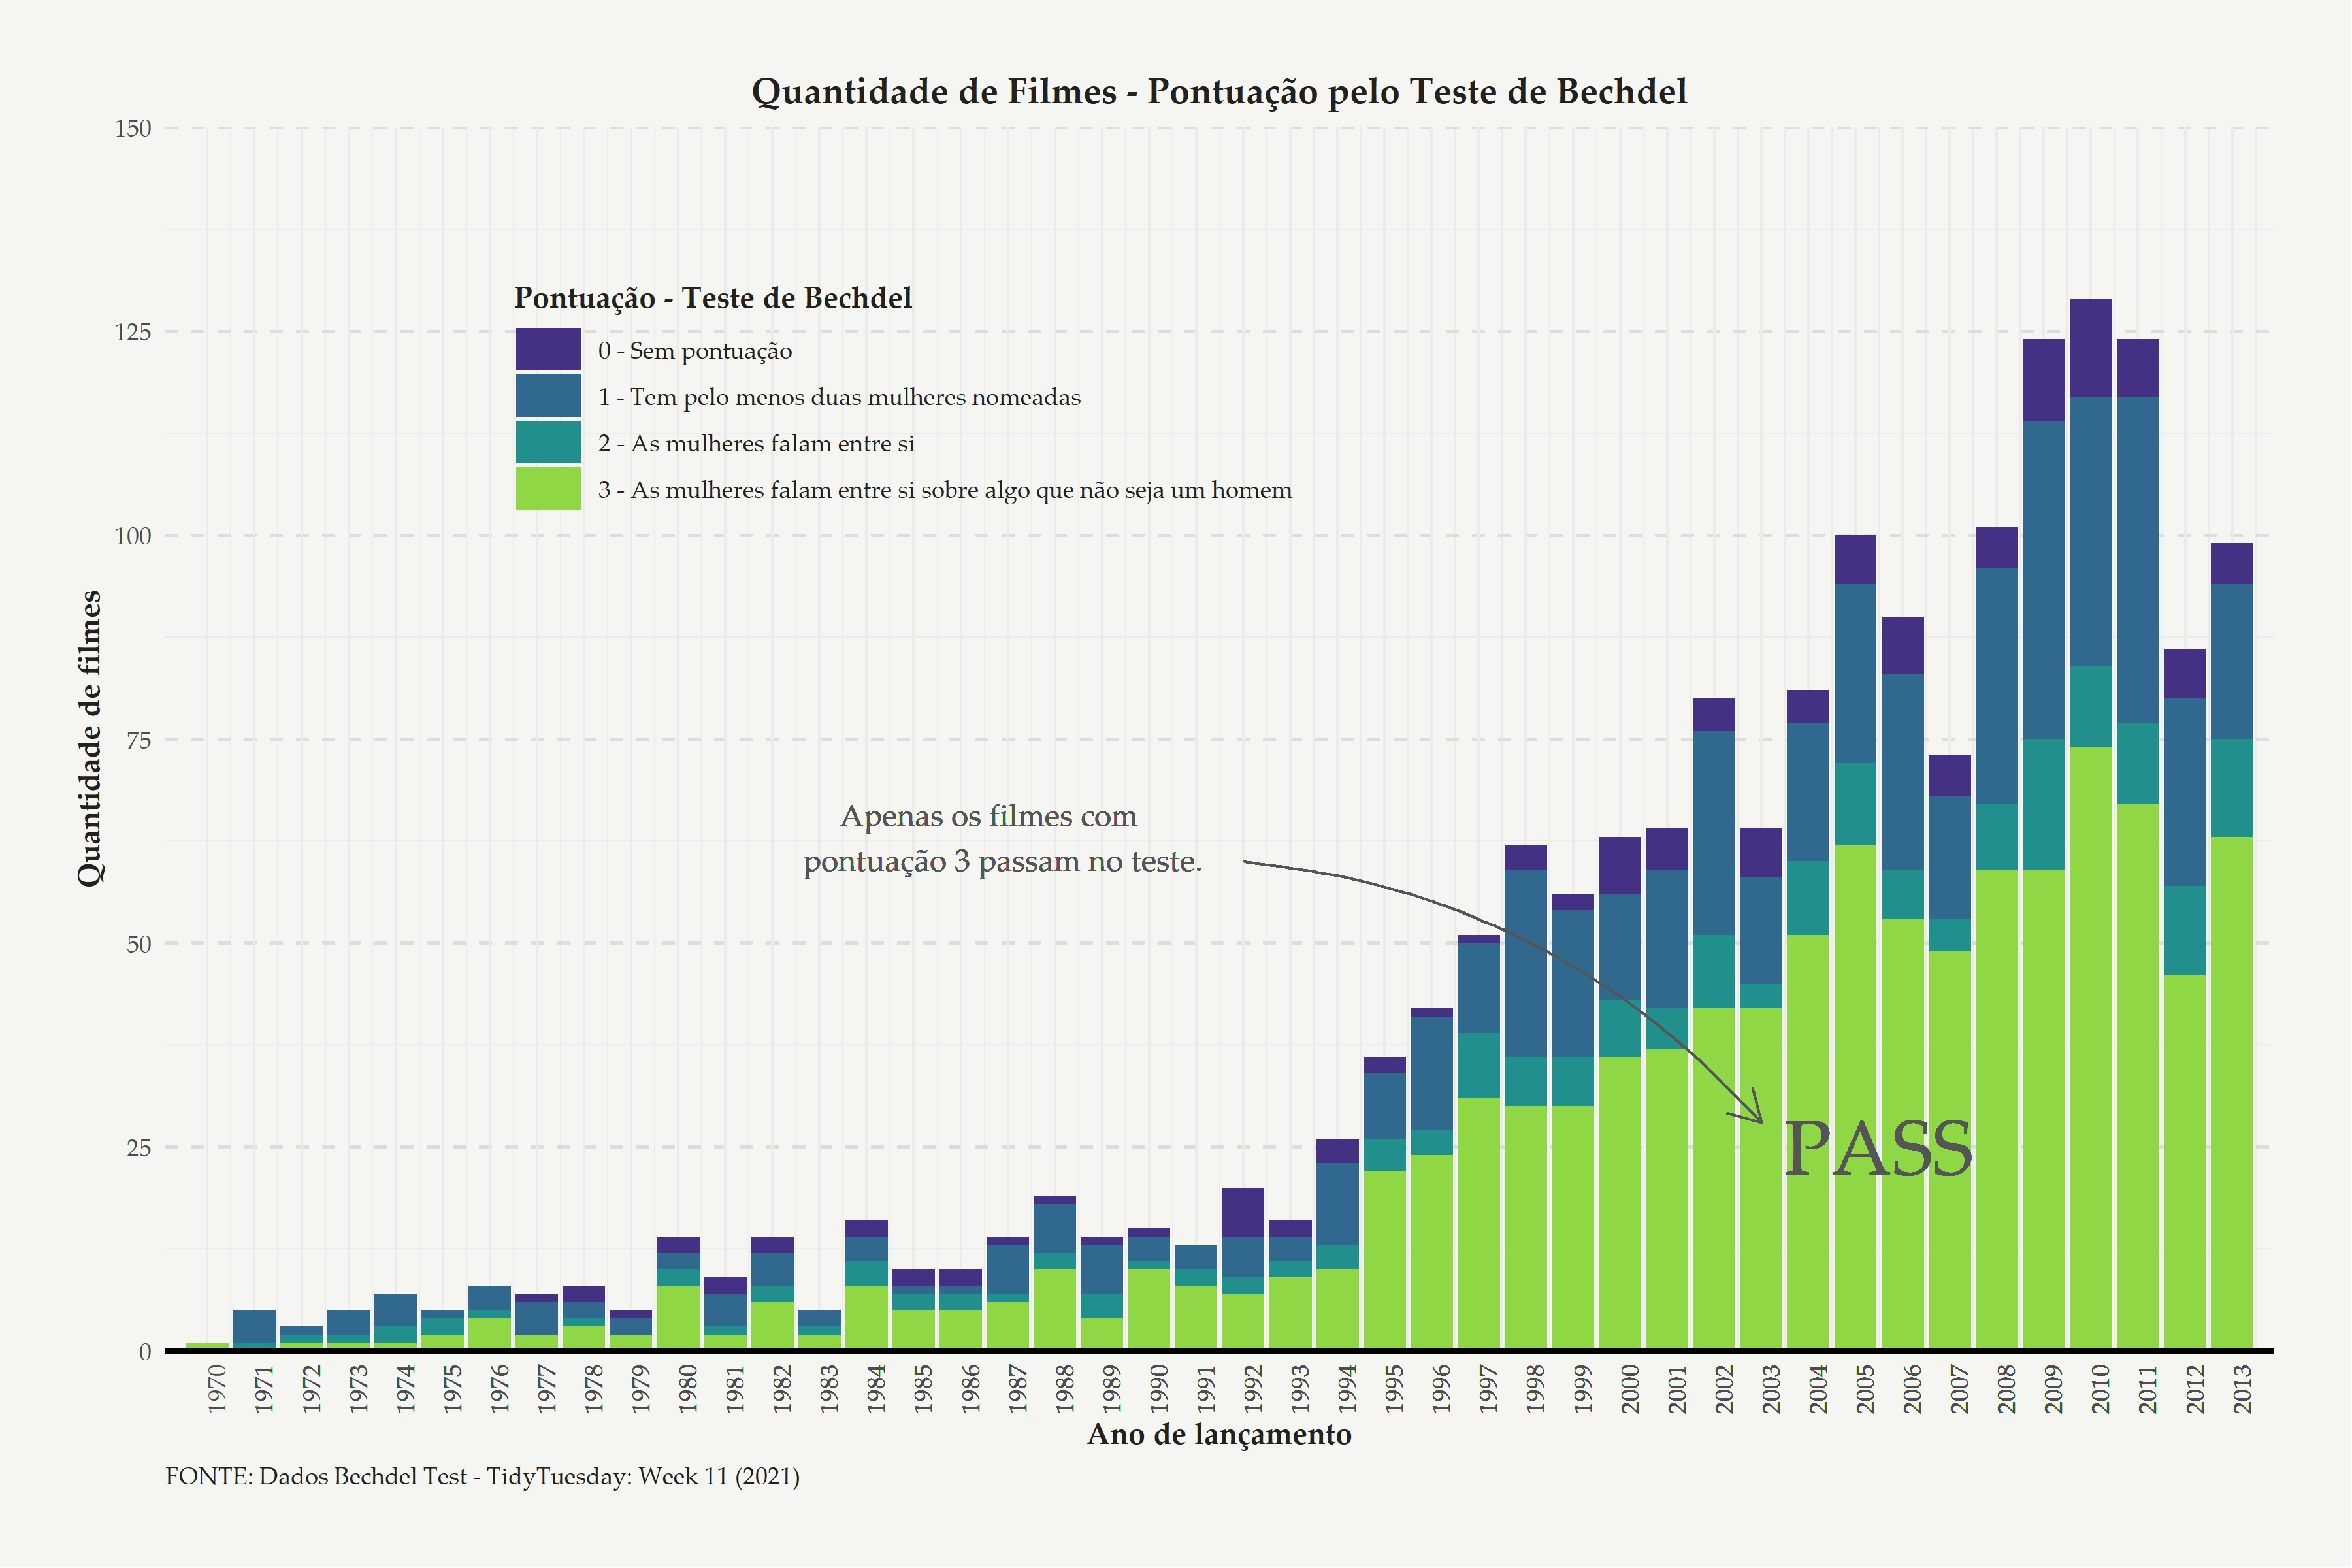 Quantidade de Filmes - Pontuação pelo Teste de Bechdel
150
125
100
75
50
25
0
Quantidade de filmes
Pontuação - Teste de Bechdel
0 - Sem pontuação
1 - Tem pelo menos duas mulheres nomeadas
2 - As mulheres falam entre si
3 - As mulheres falam entre si sobre algo que não seja um homem
Apenas os filmes com
pontuação 3 passam no teste.
PASS
1970 1971 1972 1973 1974 1975 1976 1977 1978 1979 1980 1981 1982 1983 1984 1985 1986 1987 1988 1989 1990 1991 1992 1993 1994 1995 1996 1997 1998 1999 2000 2001 2002 2003 2004 2005 2006 2007 2008 2009 2010 2011 2012 2013
Ano de lançamento
FONTE: Dados Bechdel Test - TidyTuesday: Week 11 (2021)